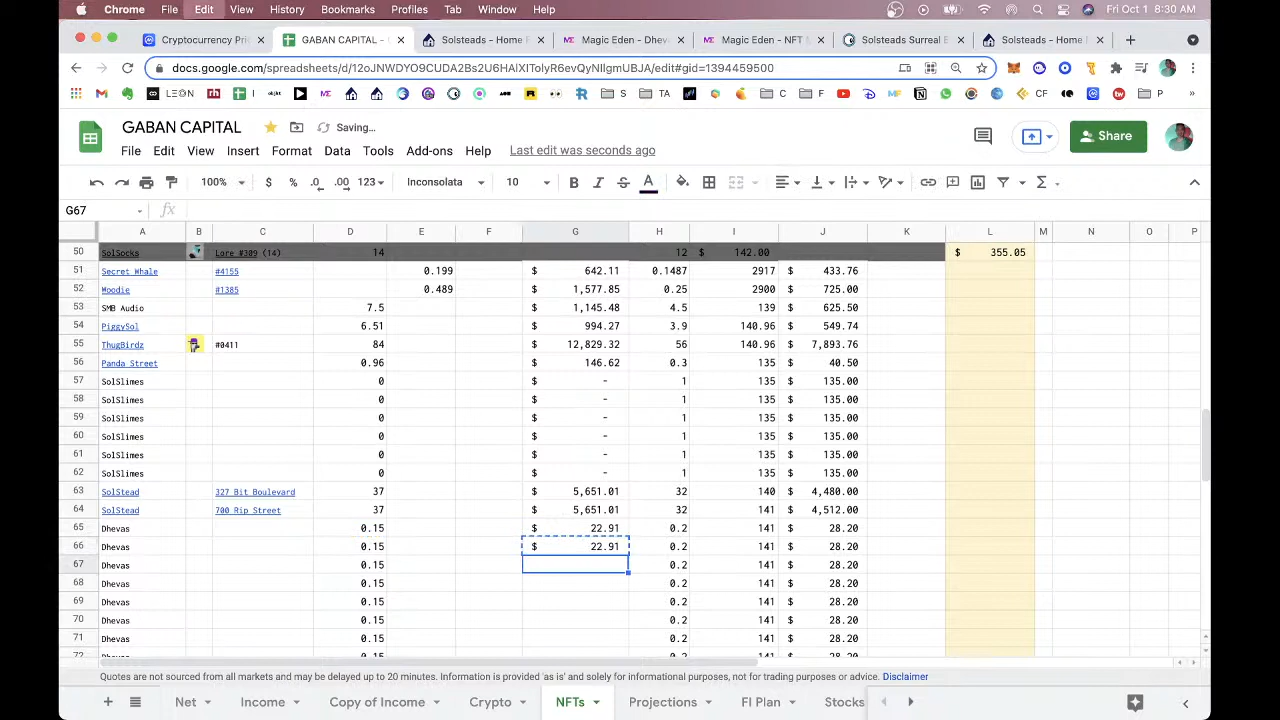 Chrome File Edit View History Bookmarks Profiles Tab Window Help Fri Oct 1 8:30 AM
Cryptocurrency Pri GABAN CAPITAL - Solsteads - Home Magic Eden - Dhev Magic Eden - NFT M Solsteads Surreal E Solsteads - Home
docs.google.com/spreadsheets/d/12oJNWDYO9CUDA2Bs2U6HAIXITolyR6evQyNIlgmUBJA/edit#gid=1394459500
LEON I S TA C F CF P »
GABAN CAPITAL Saving...
File Edit View Insert Format Data Tools Add-ons Help Last edit was seconds ago Share
100% $ % .0 .00 123 Inconsolata 10 B I S A Σ
G67 fx
A B C D E F G H I J K L M N O P
50 SolSocks Lore #309 (14) 14 12 $ 142.00 $ 355.05
51 Secret Whale #4155 0.199 $ 642.11 0.1487 2917 $ 433.76
52 Woodie #1385 0.489 $ 1,577.85 0.25 2900 $ 725.00
53 SMB Audio 7.5 $ 1,145.48 4.5 139 $ 625.50
54 PiggySol 6.51 $ 994.27 3.9 140.96 $ 549.74
55 ThugBirdz #0411 84 $ 12,829.32 56 140.96 $ 7,893.76
56 Panda Street 0.96 $ 146.62 0.3 135 $ 40.50
57 SolSlimes 0 $ - 1 135 $ 135.00
58 SolSlimes 0 $ - 1 135 $ 135.00
59 SolSlimes 0 $ - 1 135 $ 135.00
60 SolSlimes 0 $ - 1 135 $ 135.00
61 SolSlimes 0 $ - 1 135 $ 135.00
62 SolSlimes 0 $ - 1 135 $ 135.00
63 SolStead 327 Bit Boulevard 37 $ 5,651.01 32 140 $ 4,480.00
64 SolStead 700 Rip Street 37 $ 5,651.01 32 141 $ 4,512.00
65 Dhevas 0.15 $ 22.91 0.2 141 $ 28.20
66 Dhevas 0.15 $ 22.91 0.2 141 $ 28.20
67 Dhevas 0.15 0.2 141 $ 28.20
68 Dhevas 0.15 0.2 141 $ 28.20
69 Dhevas 0.15 0.2 141 $ 28.20
70 Dhevas 0.15 0.2 141 $ 28.20
71 Dhevas 0.15 0.2 141 $ 28.20
72 Dhevas 0.15 0.2 141 $ 28.20
Quotes are not sourced from all markets and may be delayed up to 20 minutes. Information is provided 'as is' and solely for informational purposes, not for trading purposes or advice. Disclaimer
Net Income Copy of Income Crypto NFTs Projections FI Plan Stocks